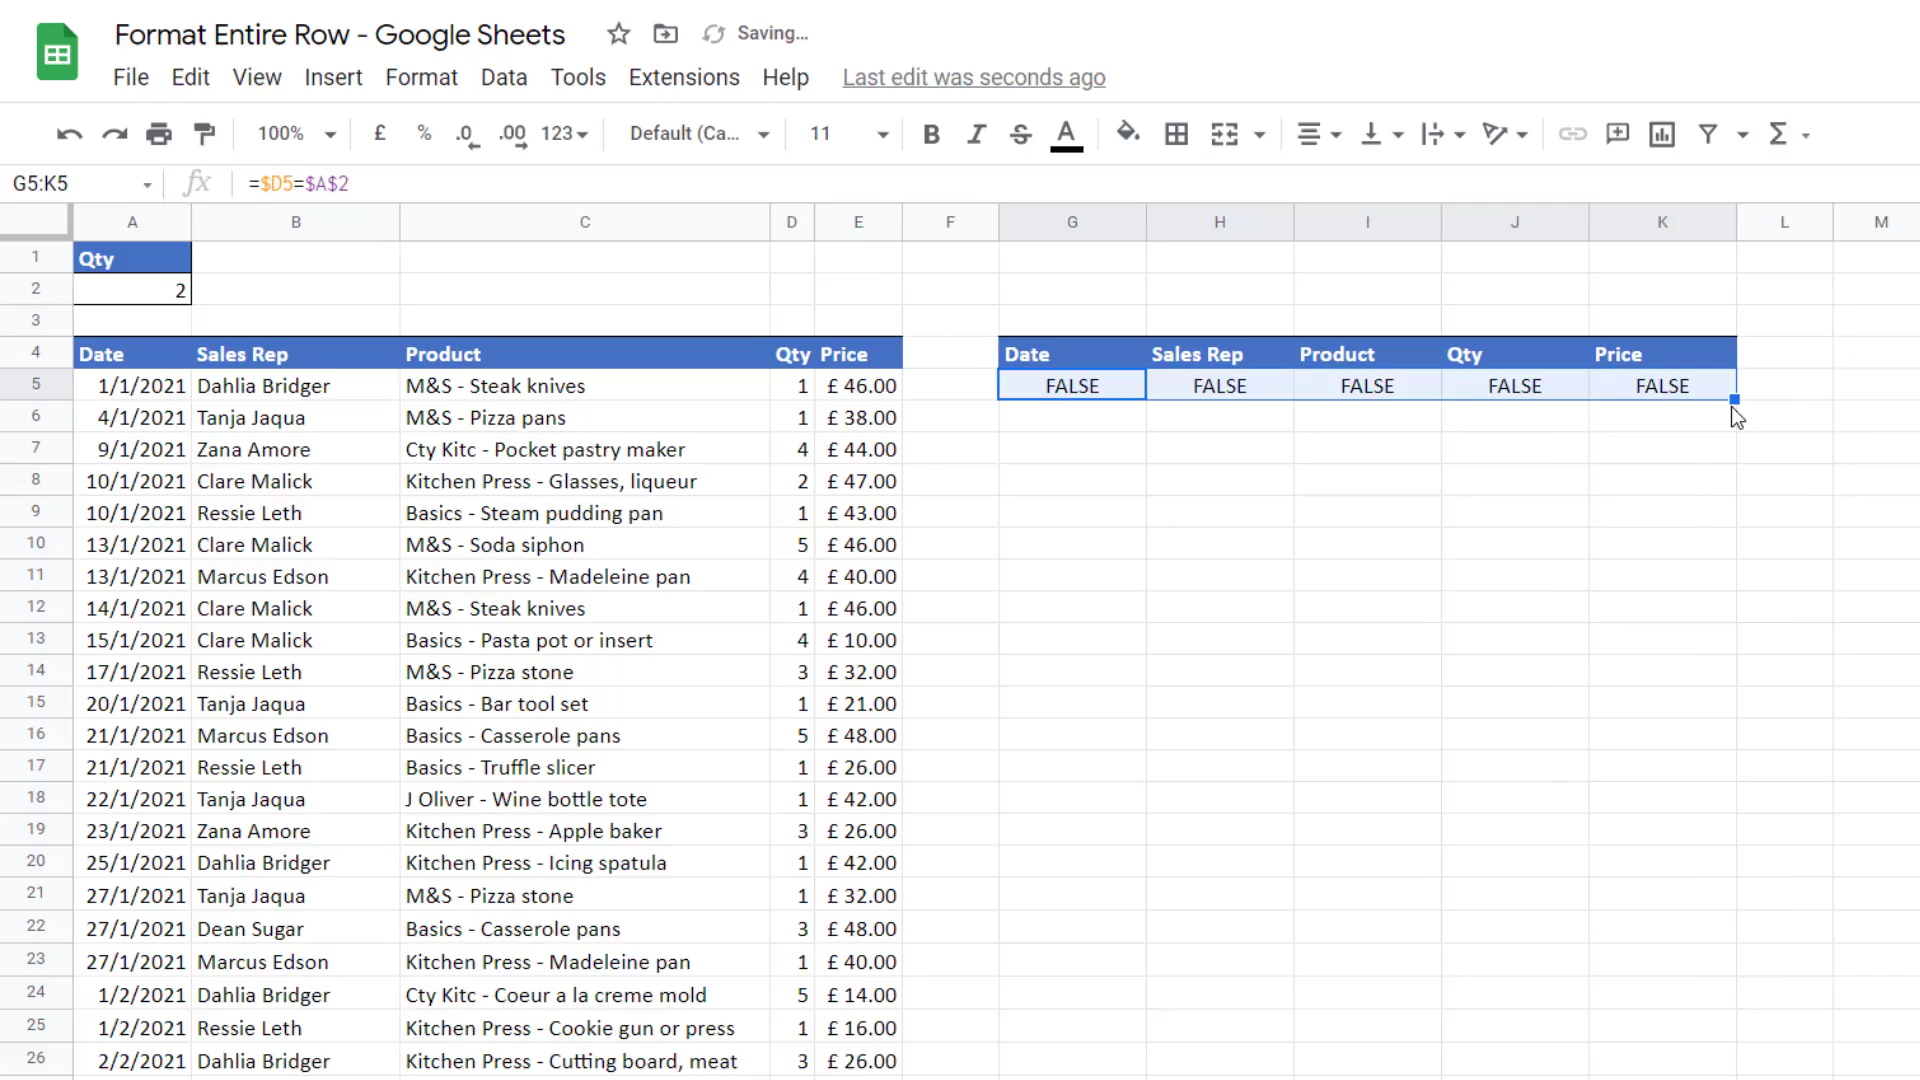 Format Entire Row - Google Sheets Saving...
File Edit View Insert Format Data Tools Extensions Help Last edit was seconds ago
100% £ % .0 .00 123 Default (Ca... 11 B I S A Σ
G5:K5 fx =$D5=$A$2
A B C D E F G H I J K L M
1 Qty
2 2
3
4 Date Sales Rep Product Qty Price Date Sales Rep Product Qty Price
5 1/1/2021 Dahlia Bridger M&S - Steak knives 1 £ 46.00 FALSE FALSE FALSE FALSE FALSE
6 4/1/2021 Tanja Jaqua M&S - Pizza pans 1 £ 38.00
7 9/1/2021 Zana Amore Cty Kitc - Pocket pastry maker 4 £ 44.00
8 10/1/2021 Clare Malick Kitchen Press - Glasses, liqueur 2 £ 47.00
9 10/1/2021 Ressie Leth Basics - Steam pudding pan 1 £ 43.00
10 13/1/2021 Clare Malick M&S - Soda siphon 5 £ 46.00
11 13/1/2021 Marcus Edson Kitchen Press - Madeleine pan 4 £ 40.00
12 14/1/2021 Clare Malick M&S - Steak knives 1 £ 46.00
13 15/1/2021 Clare Malick Basics - Pasta pot or insert 4 £ 10.00
14 17/1/2021 Ressie Leth M&S - Pizza stone 3 £ 32.00
15 20/1/2021 Tanja Jaqua Basics - Bar tool set 1 £ 21.00
16 21/1/2021 Marcus Edson Basics - Casserole pans 5 £ 48.00
17 21/1/2021 Ressie Leth Basics - Truffle slicer 1 £ 26.00
18 22/1/2021 Tanja Jaqua J Oliver - Wine bottle tote 1 £ 42.00
19 23/1/2021 Zana Amore Kitchen Press - Apple baker 3 £ 26.00
20 25/1/2021 Dahlia Bridger Kitchen Press - Icing spatula 1 £ 42.00
21 27/1/2021 Tanja Jaqua M&S - Pizza stone 1 £ 32.00
22 27/1/2021 Dean Sugar Basics - Casserole pans 3 £ 48.00
23 27/1/2021 Marcus Edson Kitchen Press - Madeleine pan 1 £ 40.00
24 1/2/2021 Dahlia Bridger Cty Kitc - Coeur a la creme mold 5 £ 14.00
25 1/2/2021 Ressie Leth Kitchen Press - Cookie gun or press 1 £ 16.00
26 2/2/2021 Dahlia Bridger Kitchen Press - Cutting board, meat 3 £ 26.00